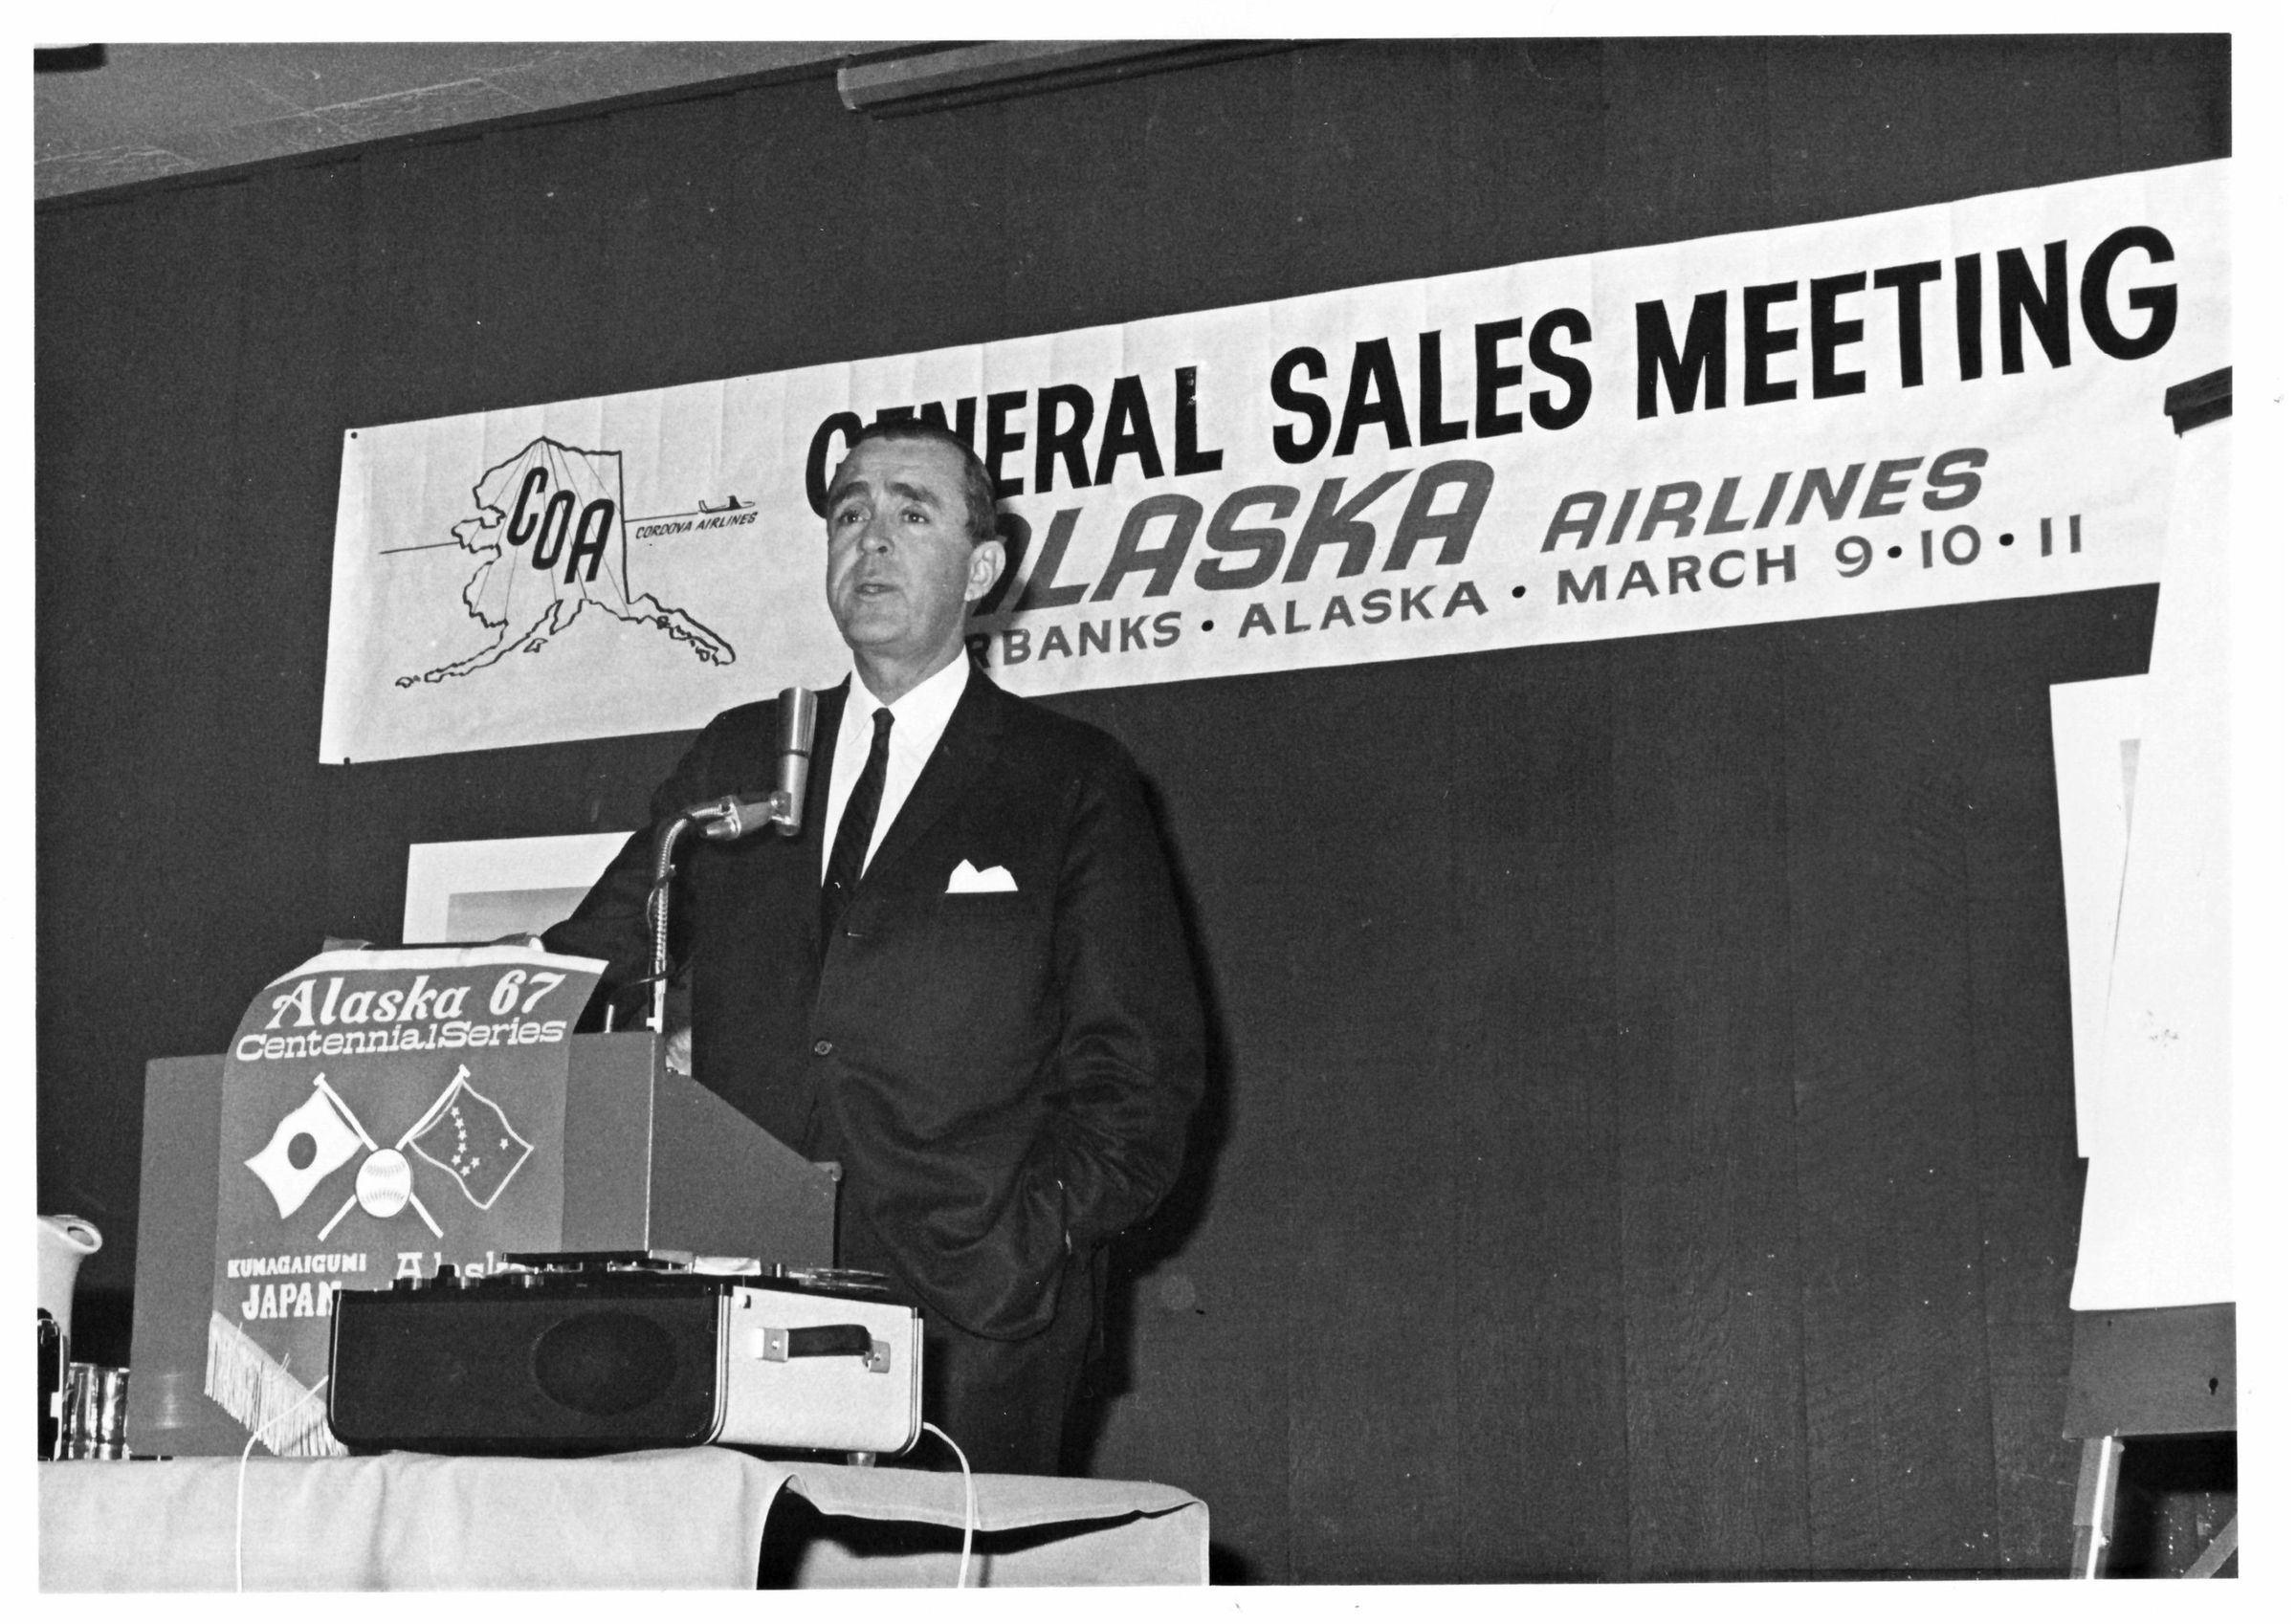 GENERAL SALES MEETING
COA
CORDOVA AIRLINES
ALASKA AIRLINES
RBANKS • ALASKA • MARCH 9 • 10 • 11
Alaska 67
Centennial Series
KUMAGAIGUMI
JAPAN
Alaska